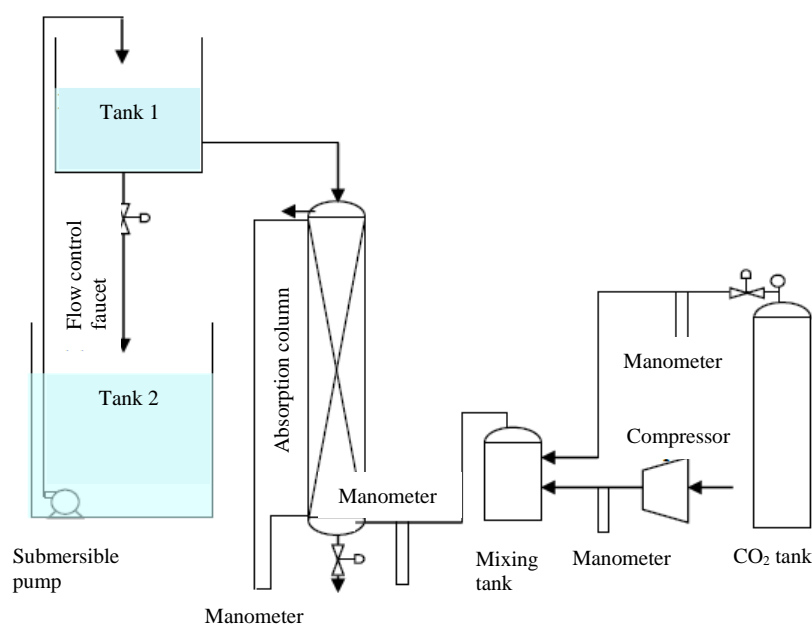 Tank 1
Flow control
faucet
Tank 2
Absorption column
Manometer
Compressor
Manometer
Submersible
pump
Mixing
tank
Manometer
CO₂ tank
Manometer